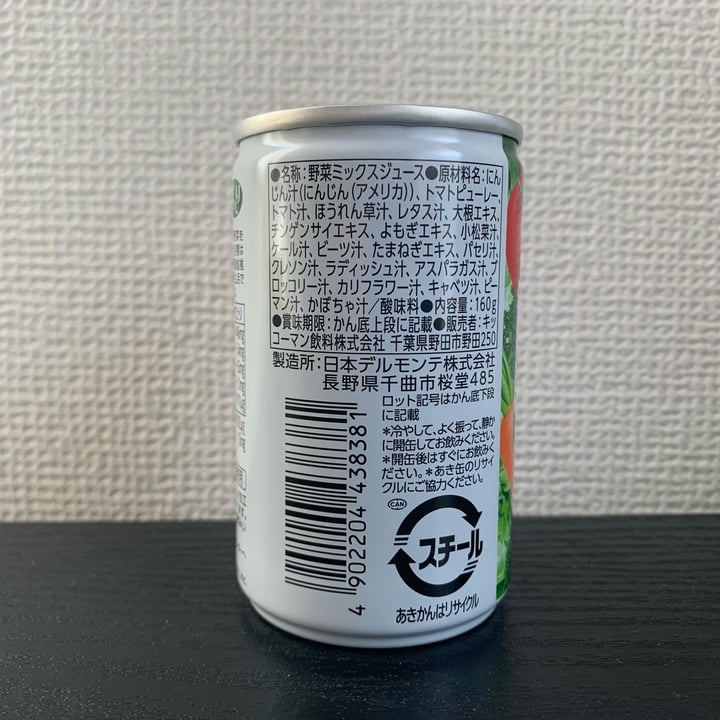 ●名称：野菜ミックスジュース●原材料名：にん
じん汁（にんじん（アメリカ））、トマトピューレー、
トマト汁、ほうれん草汁、レタス汁、大根エキス、
チンゲンサイエキス、よもぎエキス、小松菜汁、
ケール汁、ビーツ汁、たまねぎエキス、パセリ汁、
クレソン汁、ラディッシュ汁、アスパラガス汁、ブ
ロッコリー汁、カリフラワー汁、キャベツ汁、ピー
マン汁、かぼちゃ汁／酸味料●内容量：160g
●賞味期限：かん底上段に記載●販売者：キッ
コーマン飲料株式会社 千葉県野田市野田250
製造所：日本デルモンテ株式会社
長野県千曲市桜堂485
ロット記号はかん底下段
に記載
＊冷やして、よく振って、静か
に開缶してお飲みください。
＊開缶後はすぐにお飲みくだ
さい。＊あき缶のリサイ
クルにご協力ください。
4902204438381
CAN
スチール
あきかんはリサイクル